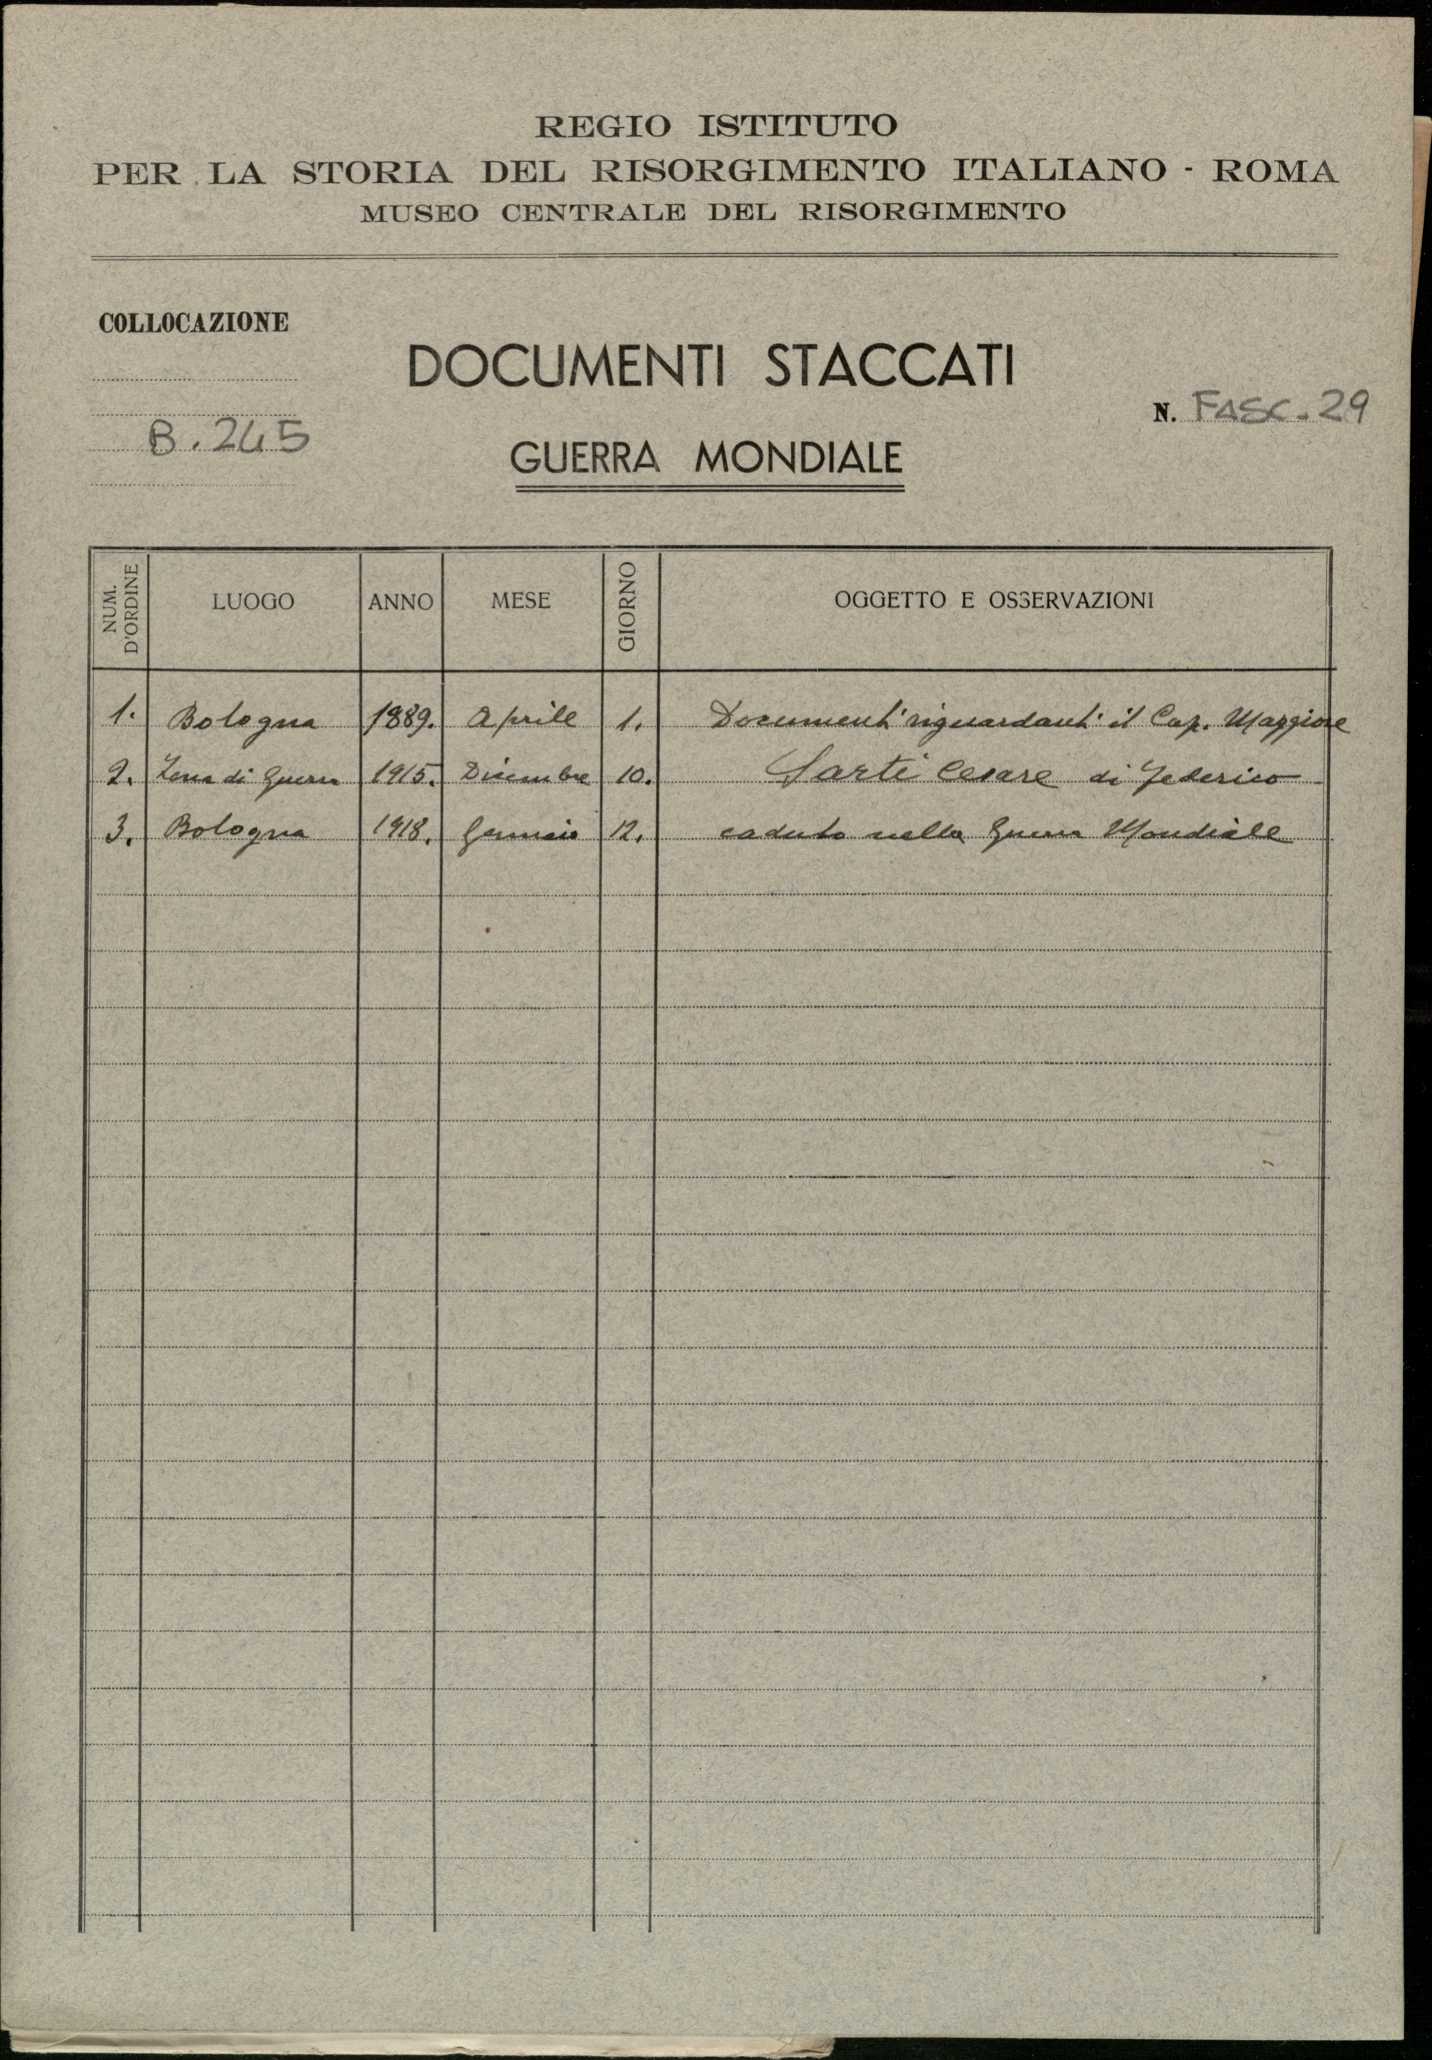 REGIO ISTITUTO
PER LA STORIA DEL RISORGIMENTO ITALIANO - ROMA
MUSEO CENTRALE DEL RISORGIMENTO
COLLOCAZIONE
DOCUMENTI STACCATI
N. FASC. 29
B. 245
GUERRA MONDIALE
NUM. D'ORDINE LUOGO ANNO MESE GIORNO OGGETTO E OSSERVAZIONI
1. Bologna 1889. Aprile 1. Documenti riguardanti il Cap. Maggiore
2. Zona di Guerra 1915. Dicembre 10. Sarti Cesare di Federico
3. Bologna 1918. Gennaio 12. caduto nella Guerra Mondiale